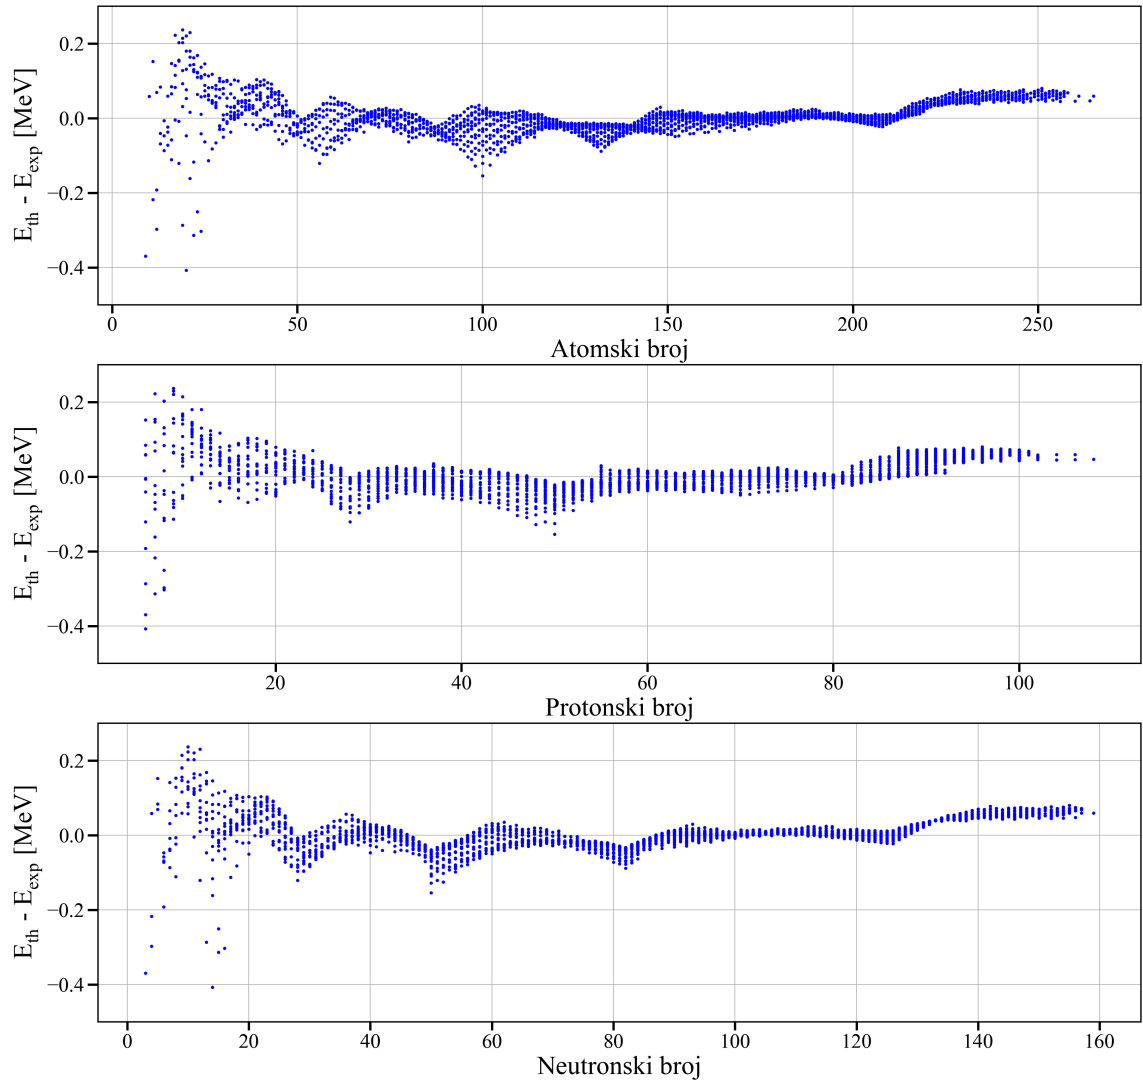 E_th - E_exp [MeV]
0.2
0.0
−0.2
−0.4
0 50 100 150 200 250
Atomski broj
E_th - E_exp [MeV]
0.2
0.0
−0.2
−0.4
20 40 60 80 100
Protonski broj
E_th - E_exp [MeV]
0.2
0.0
−0.2
−0.4
0 20 40 60 80 100 120 140 160
Neutronski broj